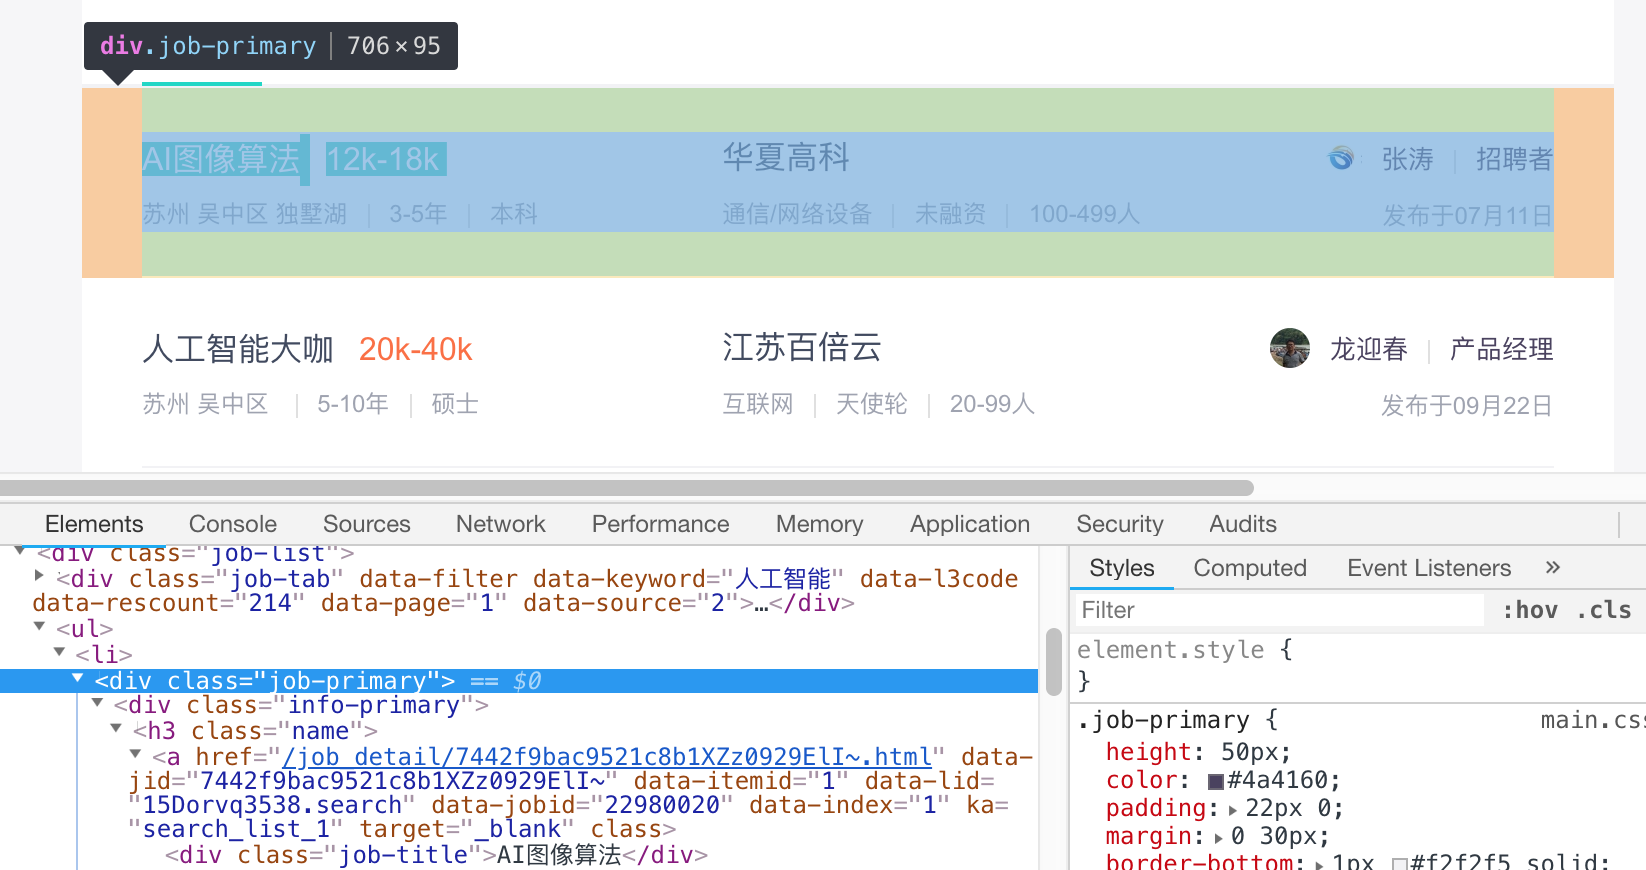 div.job-primary | 706×95
AI图像算法 12k-18k 华夏高科 张涛 | 招聘者
苏州 吴中区 独墅湖 | 3-5年 | 本科 通信/网络设备 | 未融资 | 100-499人 发布于07月11日
人工智能大咖 20k-40k 江苏百倍云 龙迎春 | 产品经理
苏州 吴中区 | 5-10年 | 硕士 互联网 | 天使轮 | 20-99人 发布于09月22日
Elements Console Sources Network Performance Memory Application Security Audits
<div class="job-list">
<div class="job-tab" data-filter data-keyword="人工智能" data-l3code
data-rescount="214" data-page="1" data-source="2">…</div>
<ul>
<li>
<div class="job-primary"> == $0
<div class="info-primary">
<h3 class="name">
<a href="/job_detail/7442f9bac9521c8b1XZz0929ElI~.html" data-
jid="7442f9bac9521c8b1XZz0929ElI~" data-itemid="1" data-lid=
"15Dorvq3538.search" data-jobid="22980020" data-index="1" ka=
"search_list_1" target="_blank" class>
<div class="job-title">AI图像算法</div>
Styles Computed Event Listeners »
Filter :hov .cls
element.style {
}
.job-primary { main.css
height: 50px;
color: #4a4160;
padding: 22px 0;
margin: 0 30px;
border-bottom: 1px #f2f2f5 solid;